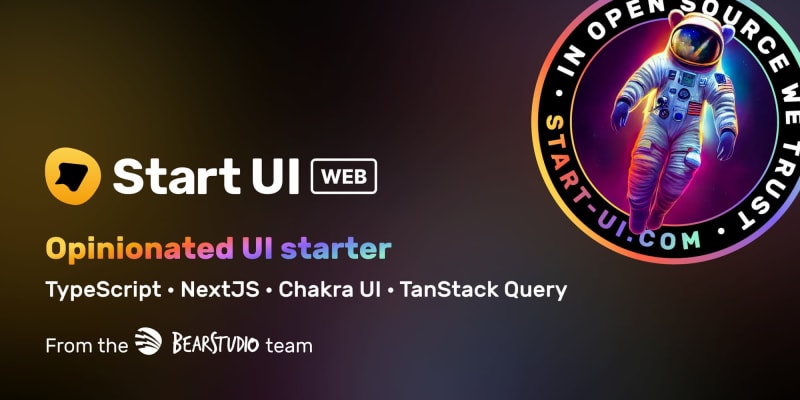 Start UI WEB
Opinionated UI starter
TypeScript • NextJS • Chakra UI • TanStack Query
From the BEARSTUDIO team
• IN OPEN SOURCE WE TRUST •
START-UI.COM